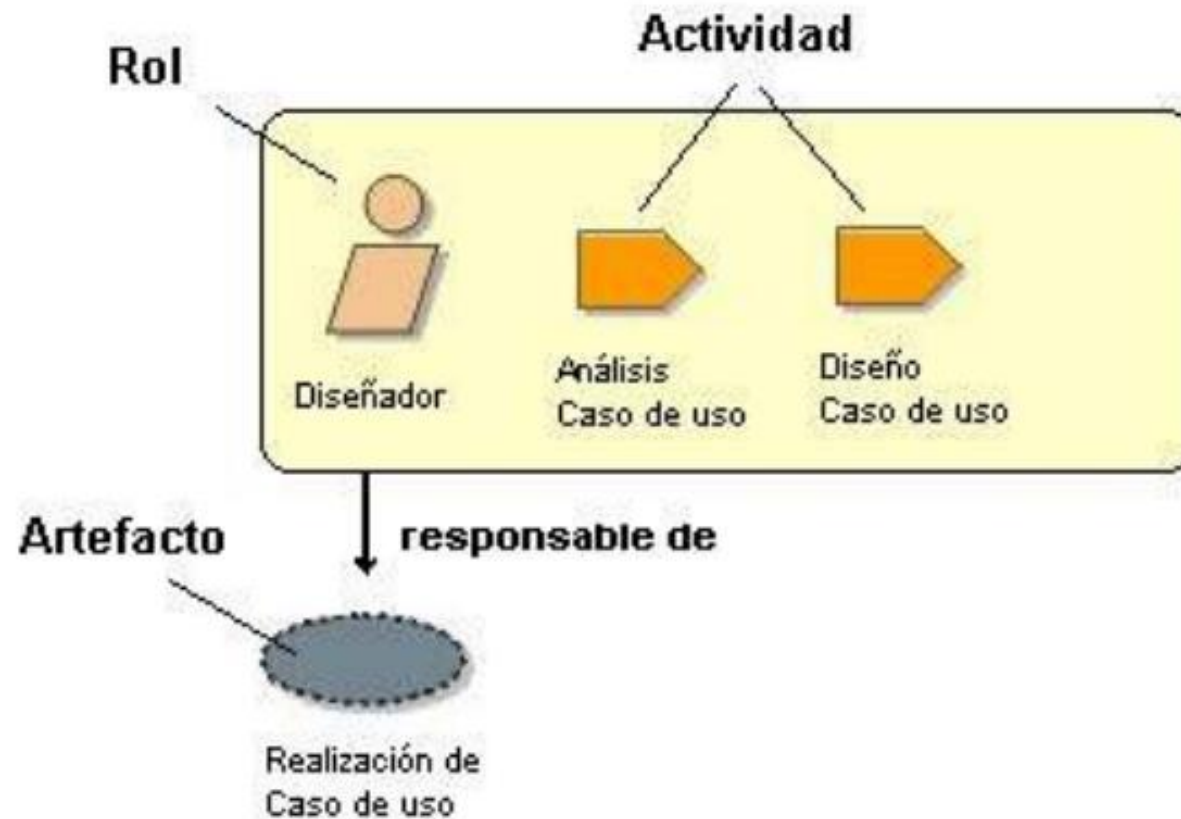 Actividad
Rol
Diseñador
Análisis
Caso de uso
Diseño
Caso de uso
Artefacto
responsable de
Realización de
Caso de uso